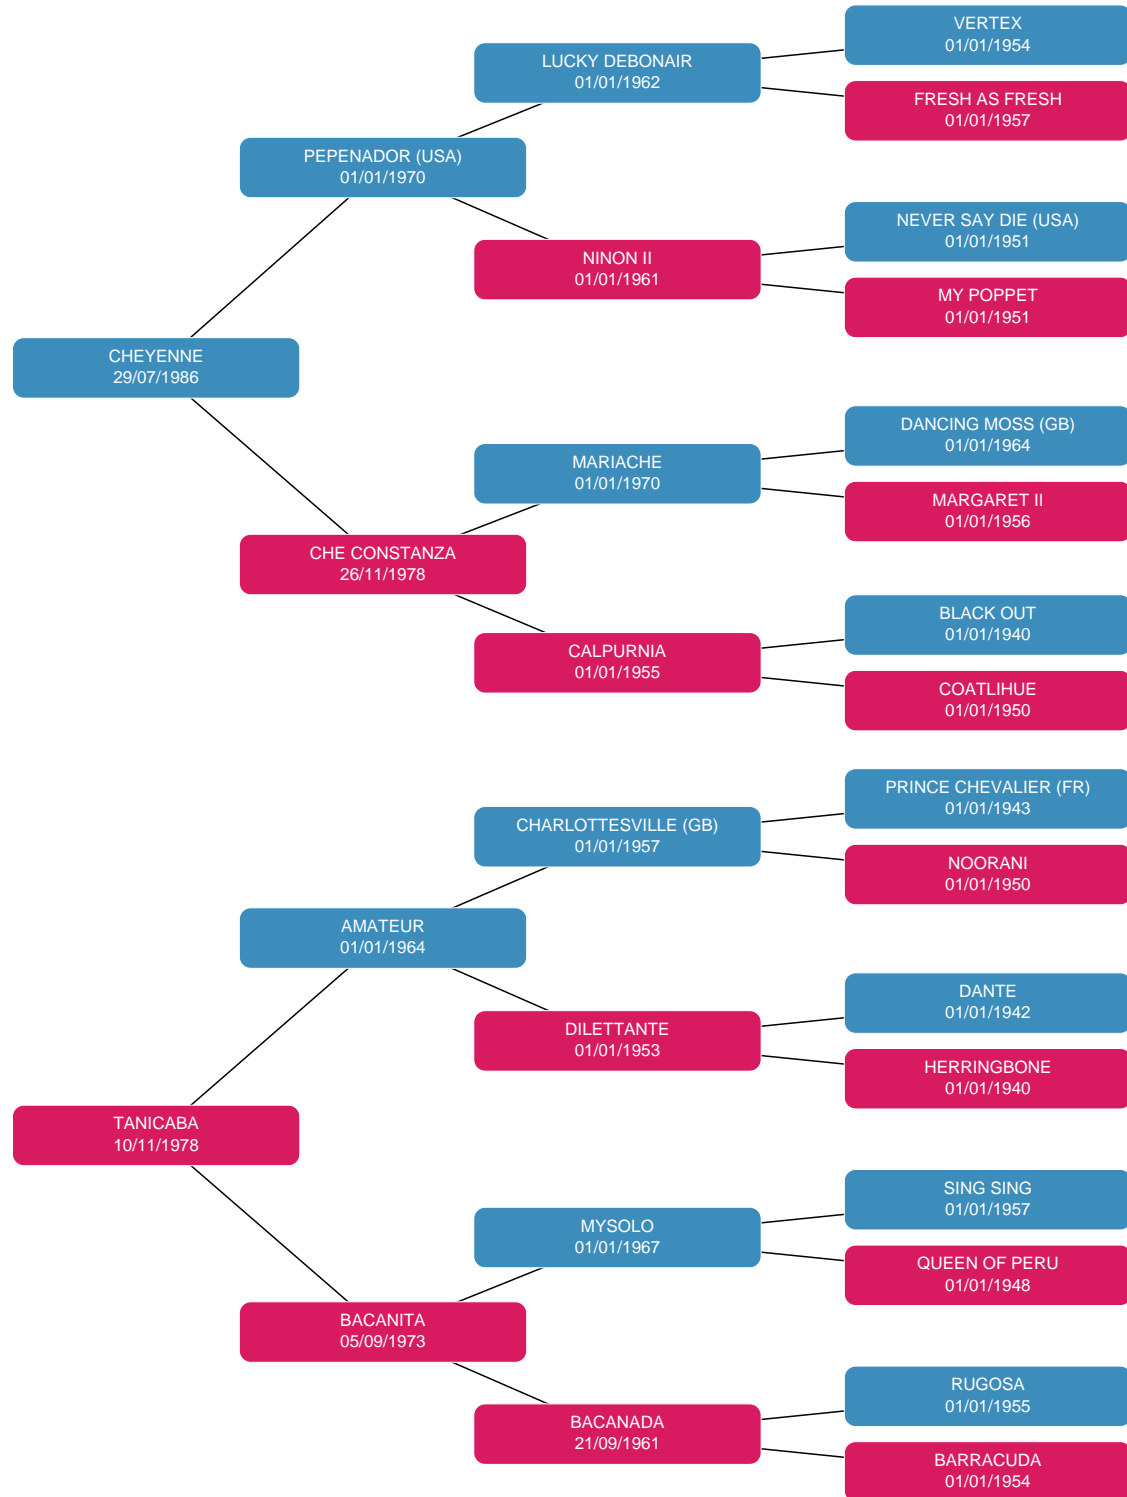 VERTEX
01/01/1954
LUCKY DEBONAIR
01/01/1962
FRESH AS FRESH
01/01/1957
PEPENADOR (USA)
01/01/1970
NEVER SAY DIE (USA)
01/01/1951
NINON II
01/01/1961
MY POPPET
01/01/1951
CHEYENNE
29/07/1986
DANCING MOSS (GB)
01/01/1964
MARIACHE
01/01/1970
MARGARET II
01/01/1956
CHE CONSTANZA
26/11/1978
BLACK OUT
01/01/1940
CALPURNIA
01/01/1955
COATLIHUE
01/01/1950
PRINCE CHEVALIER (FR)
01/01/1943
CHARLOTTESVILLE (GB)
01/01/1957
NOORANI
01/01/1950
AMATEUR
01/01/1964
DANTE
01/01/1942
DILETTANTE
01/01/1953
HERRINGBONE
01/01/1940
TANICABA
10/11/1978
SING SING
01/01/1957
MYSOLO
01/01/1967
QUEEN OF PERU
01/01/1948
BACANITA
05/09/1973
RUGOSA
01/01/1955
BACANADA
21/09/1961
BARRACUDA
01/01/1954